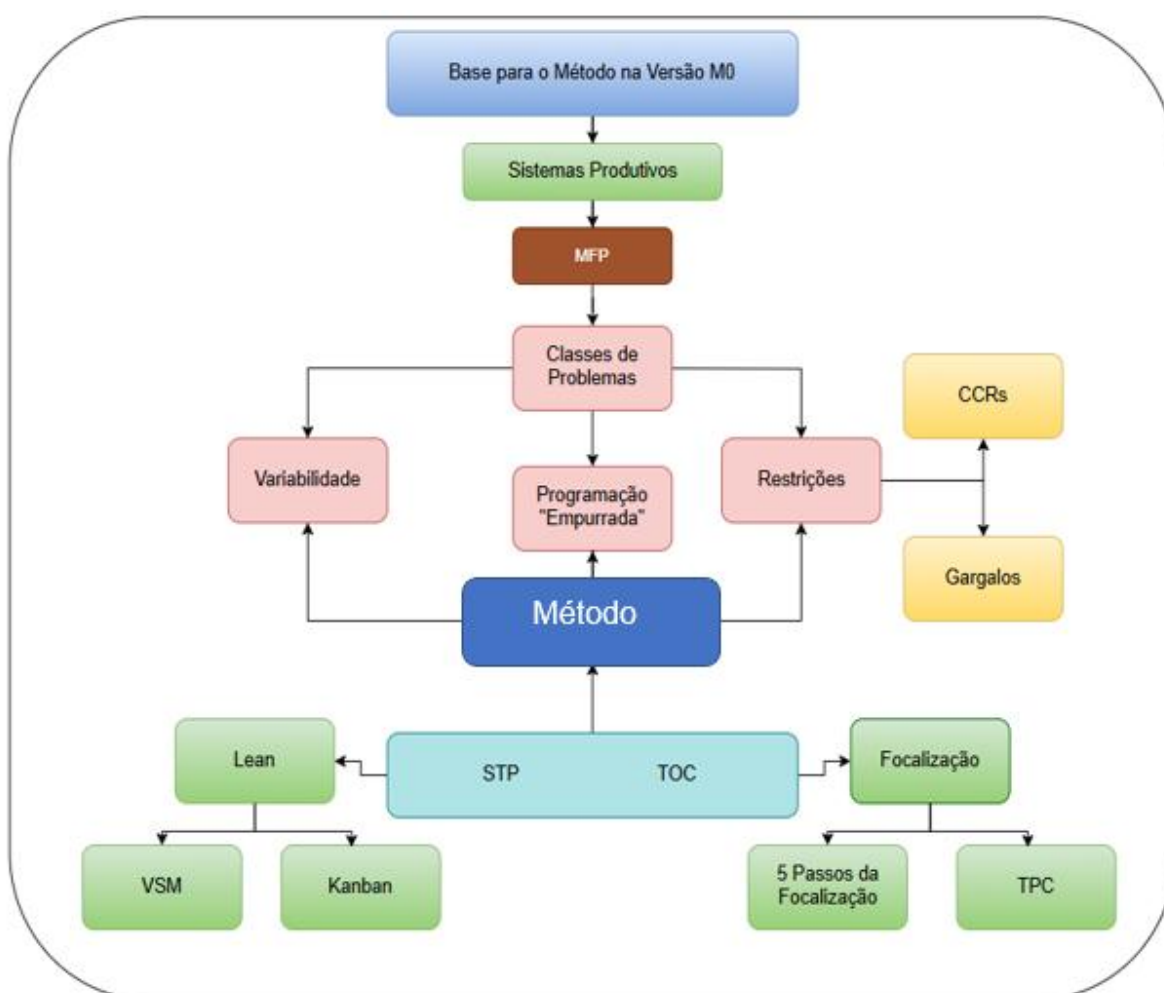 Base para o Método na Versão M0
Sistemas Produtivos
MFP
Classes de
Problemas
CCRs
Variabilidade
Programação
"Empurrada"
Restrições
Gargalos
Método
Lean
STP
TOC
Focalização
VSM
Kanban
5 Passos da
Focalização
TPC